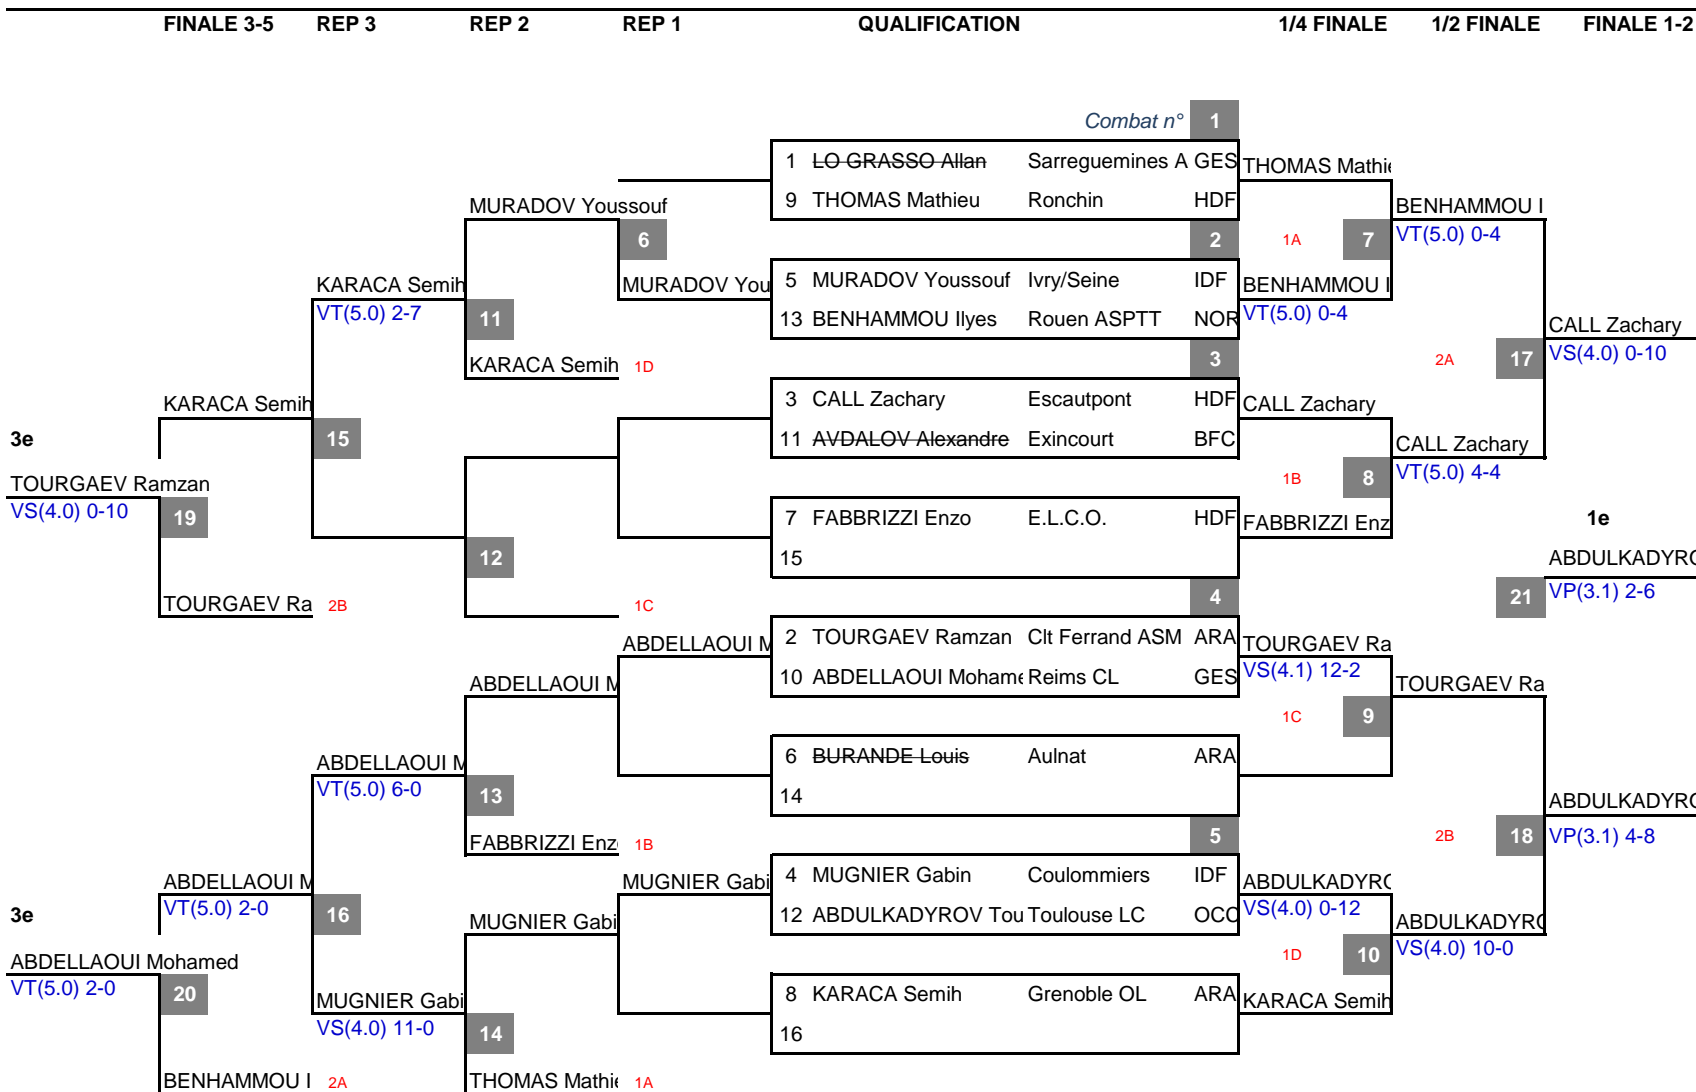 FINALE 3-5 REP 3 REP 2 REP 1 QUALIFICATION 1/4 FINALE 1/2 FINALE FINALE 1-2
Combat n° 1
1 LO GRASSO Allan Sarreguemines A GES THOMAS Mathie
9 THOMAS Mathieu Ronchin HDF
MURADOV Youssouf BENHAMMOU I
6 2 1A 7 VT(5.0) 0-4
KARACA Semih MURADOV You 5 MURADOV Youssouf Ivry/Seine IDF BENHAMMOU I
VT(5.0) 2-7 11 13 BENHAMMOU Ilyes Rouen ASPTT NOR VT(5.0) 0-4
CALL Zachary
KARACA Semih 1D 3 2A 17 VS(4.0) 0-10
KARACA Semih 3 CALL Zachary Escautpont HDF CALL Zachary
3e 15 11 AVDALOV Alexandre Exincourt BFC CALL Zachary
TOURGAEV Ramzan 1B 8 VT(5.0) 4-4
VS(4.0) 0-10 19 7 FABBRIZZI Enzo E.L.C.O. HDF FABBRIZZI Enz 1e
12 15 ABDULKADYRO
TOURGAEV Ra 2B 1C 4 21 VP(3.1) 2-6
ABDELLAOUI M 2 TOURGAEV Ramzan Clt Ferrand ASM ARA TOURGAEV Ra
ABDELLAOUI M 10 ABDELLAOUI Mohame Reims CL GES VS(4.1) 12-2 TOURGAEV Ra
1C 9
ABDELLAOUI M 6 BURANDE Louis Aulnat ARA
VT(5.0) 6-0 13 14 ABDULKADYRO
FABBRIZZI Enz 1B 5 2B 18 VP(3.1) 4-8
ABDELLAOUI M MUGNIER Gabi 4 MUGNIER Gabin Coulommiers IDF ABDULKADYRO
3e VT(5.0) 2-0 16 MUGNIER Gabi 12 ABDULKADYROV Tou Toulouse LC OCC VS(4.0) 0-12 ABDULKADYRO
ABDELLAOUI Mohamed 1D 10 VS(4.0) 10-0
VT(5.0) 2-0 20 MUGNIER Gabi 8 KARACA Semih Grenoble OL ARA KARACA Semih
VS(4.0) 11-0 14 16
BENHAMMOU I 2A THOMAS Mathie 1A